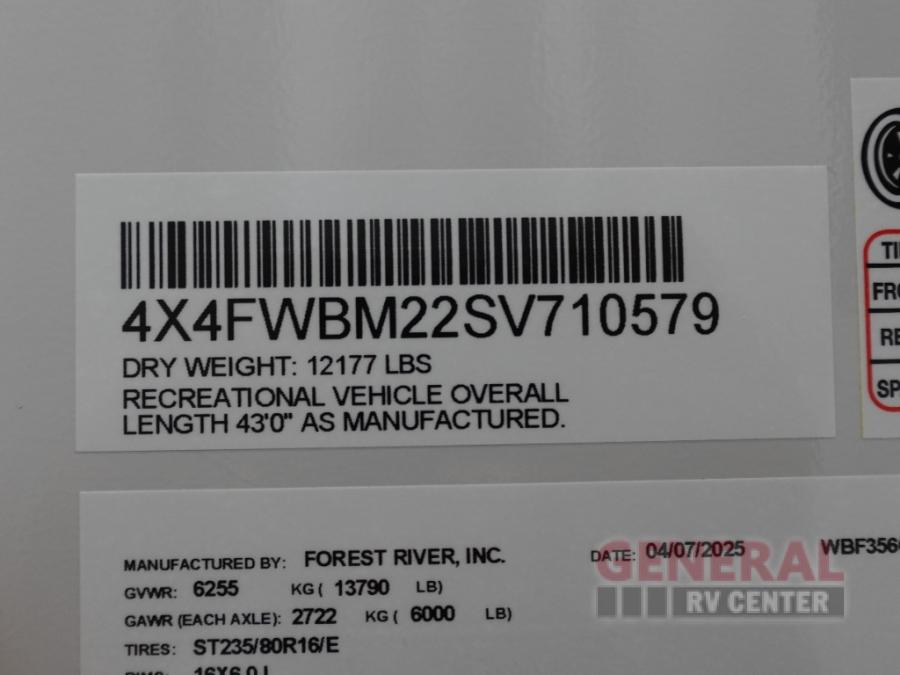 4X4FWBM22SV710579
DRY WEIGHT: 12177 LBS
RECREATIONAL VEHICLE OVERALL
LENGTH 43'0" AS MANUFACTURED.
MANUFACTURED BY: FOREST RIVER, INC. DATE: 04/07/2025
GVWR: 6255 KG ( 13790 LB)
GAWR (EACH AXLE): 2722 KG ( 6000 LB)
TIRES: ST235/80R16/E
GENERAL
RV CENTER